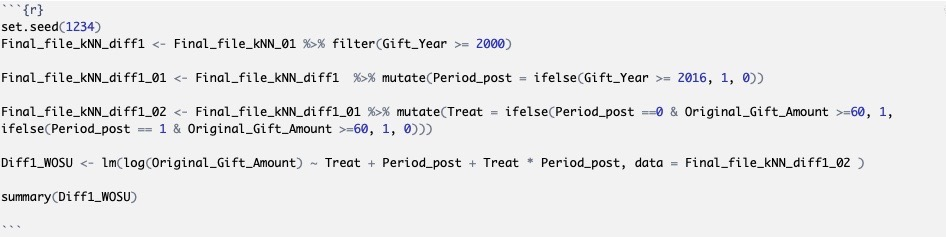 ```{r}
set.seed(1234)
Final_file_kNN_diff1 <- Final_file_kNN_01 %>% filter(Gift_Year >= 2000)
Final_file_kNN_diff1_01 <- Final_file_kNN_diff1  %>% mutate(Period_post = ifelse(Gift_Year >= 2016, 1, 0))
Final_file_kNN_diff1_02 <- Final_file_kNN_diff1_01 %>% mutate(Treat = ifelse(Period_post ==0 & Original_Gift_Amount >=60, 1,
ifelse(Period_post == 1 & Original_Gift_Amount >=60, 1, 0)))
Diff1_WOSU <- lm(log(Original_Gift_Amount) ~ Treat + Period_post + Treat * Period_post, data = Final_file_kNN_diff1_02 )
summary(Diff1_WOSU)
```